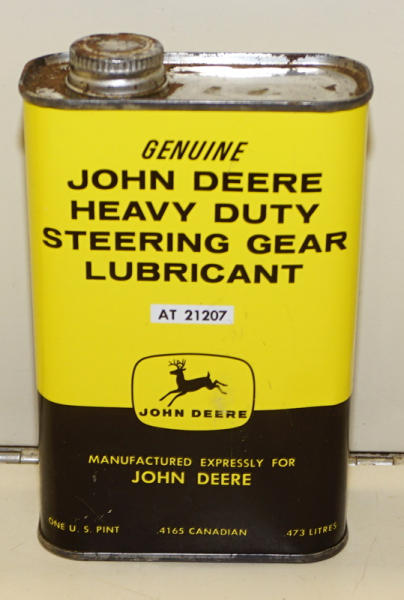 GENUINE
JOHN DEERE
HEAVY DUTY
STEERING GEAR
LUBRICANT
AT 21207
JOHN DEERE
MANUFACTURED EXPRESSLY FOR
JOHN DEERE
ONE U. S. PINT .4165 CANADIAN .473 LITRES